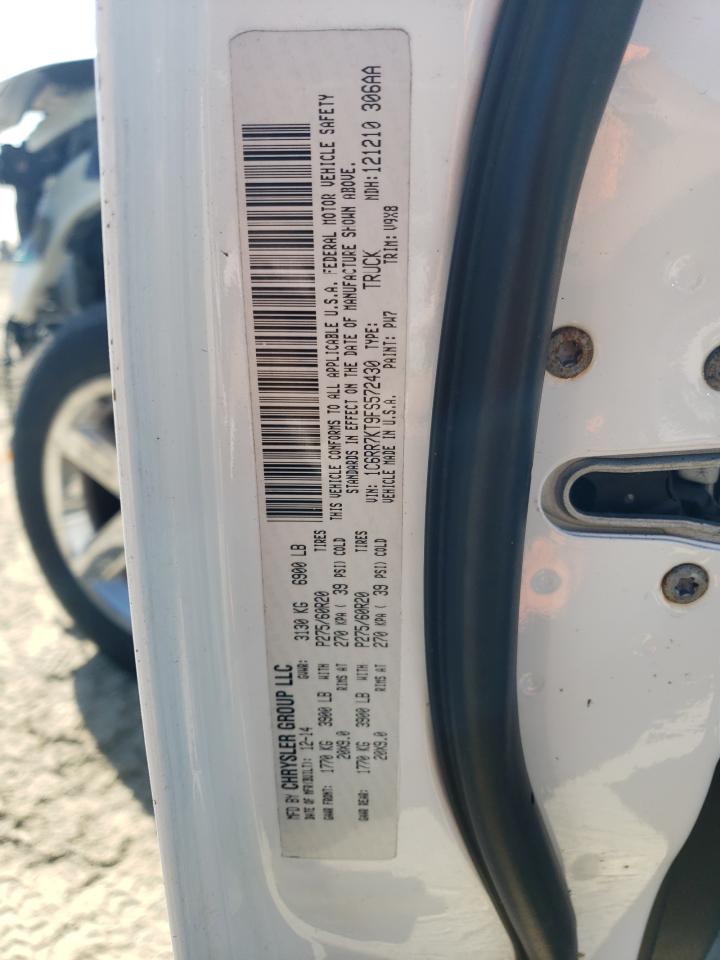 MFD BY CHRYSLER GROUP LLC
DATE OF MFR(BUILT): 12-14 GVWR: 3130 KG 6900 LB
GAWR FRONT: 1770 KG 3900 LB WITH P275/60R20 TIRES
20X9.0 RIMS AT 270 KPA ( 39 PSI) COLD
GAWR REAR: 1770 KG 3900 LB WITH P275/60R20 TIRES
20X9.0 RIMS AT 270 KPA ( 39 PSI) COLD
THIS VEHICLE CONFORMS TO ALL APPLICABLE U.S.A. FEDERAL MOTOR VEHICLE SAFETY
STANDARDS IN EFFECT ON THE DATE OF MANUFACTURE SHOWN ABOVE.
VIN: 1C6RR7KT9FS572430 TYPE: TRUCK MDH: 121210 306AA
VEHICLE MADE IN U.S.A. PAINT: PW7 TRIM: V9X8